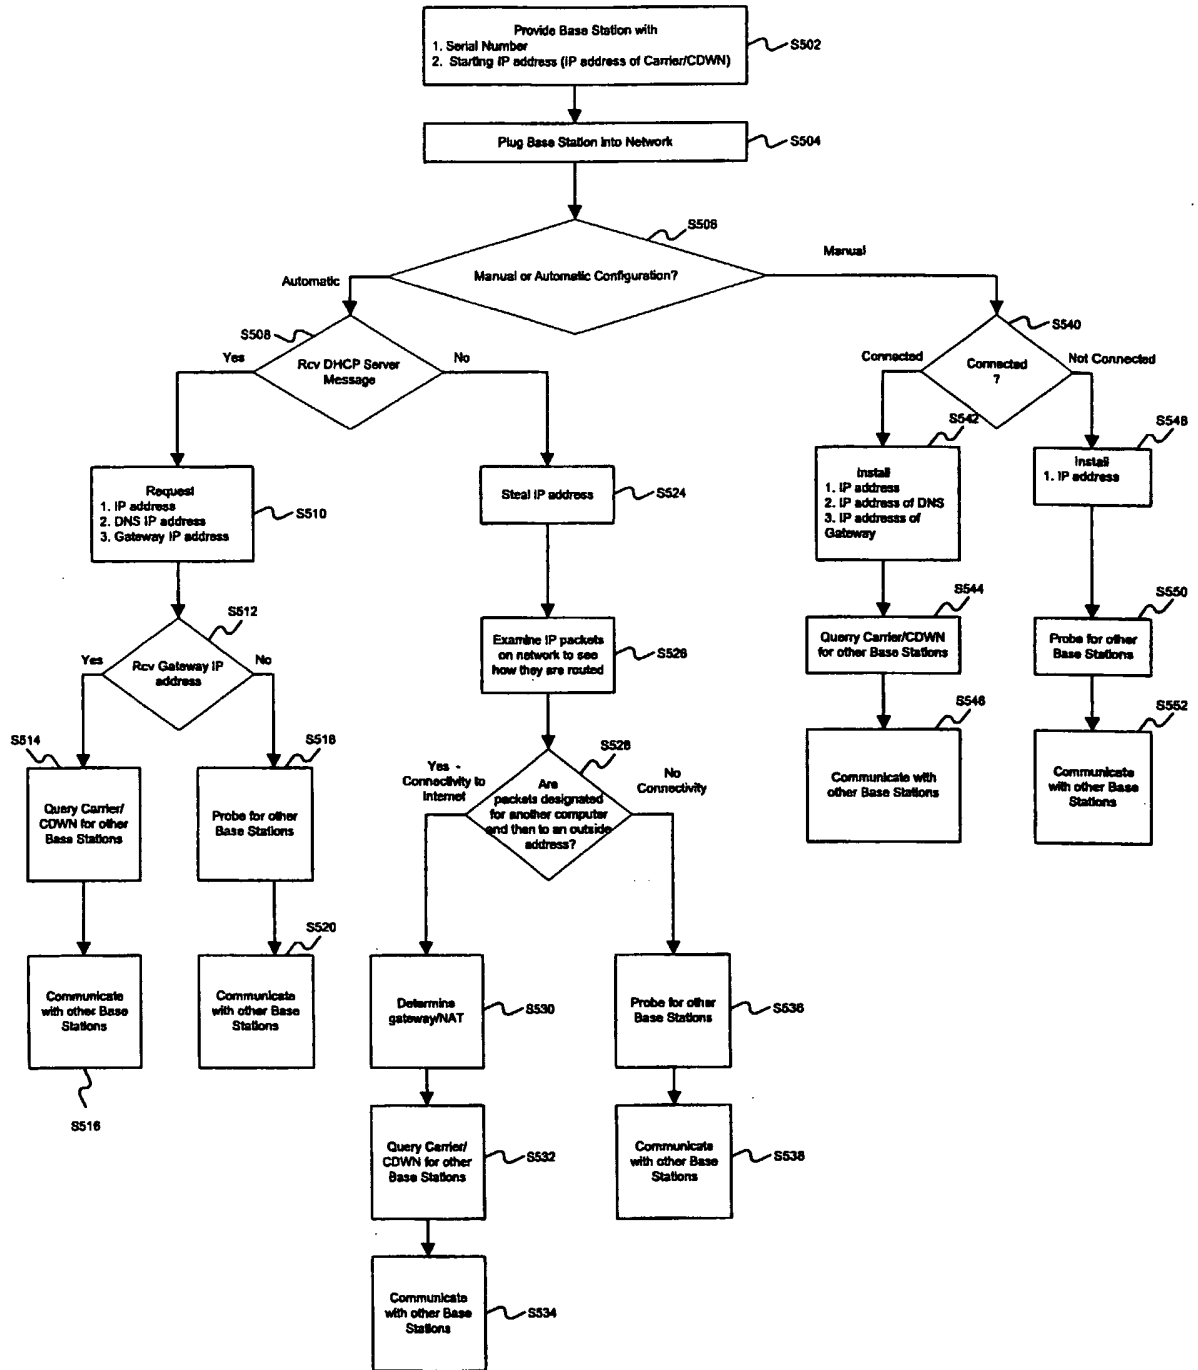 Provide Base Station with
1. Serial Number
2. Starting IP address (IP address of Carrier/CDWN)
S502
Plug Base Station Into Network
S504
S506
Manual or Automatic Configuration?
Automatic
Manual
S508
Yes
Rcv DHCP Server
Message
No
S540
Connected
Connected
?
Not Connected
Request
1. IP address
2. DNS IP address
3. Gateway IP address
S510
Steal IP address
S524
S542
Install
1. IP address
2. IP address of DNS
3. IP addresss of
Gateway
S548
Install
1. IP address
S512
Yes
Rcv Gateway IP
address
No
Examine IP packets
on network to see
how they are routed
S526
S544
Querry Carrier/CDWN
for other Base Stations
S550
Probe for other
Base Stations
S514
Query Carrier/
CDWN for other
Base Stations
S518
Probe for other
Base Stations
S528
Yes -
Connectivity to
Internet
Are
packets designated
for another computer
and then to an outside
address?
No
Connectivity
S546
Communicate with
other Base Stations
S552
Communicate
with other Base
Stations
Communicate
with other Base
Stations
S516
S520
Communicate
with other Base
Stations
Determine
gateway/NAT
S530
Probe for other
Base Stations
S536
Query Carrier/
CDWN for other
Base Stations
S532
Communicate
with other Base
Stations
S538
Communicate
with other Base
Stations
S534